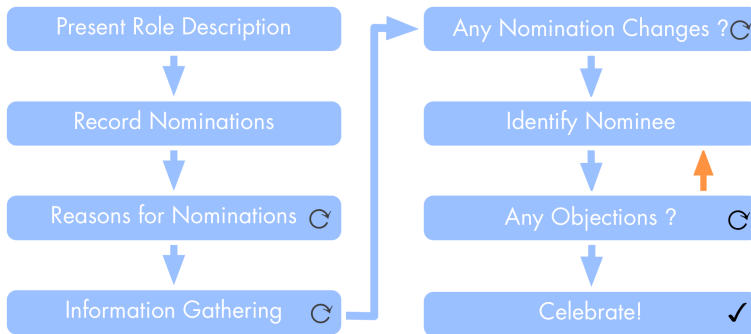 Present Role Description
Record Nominations
Reasons for Nominations
Information Gathering
Any Nomination Changes ?
Identify Nominee
Any Objections ?
Celebrate!